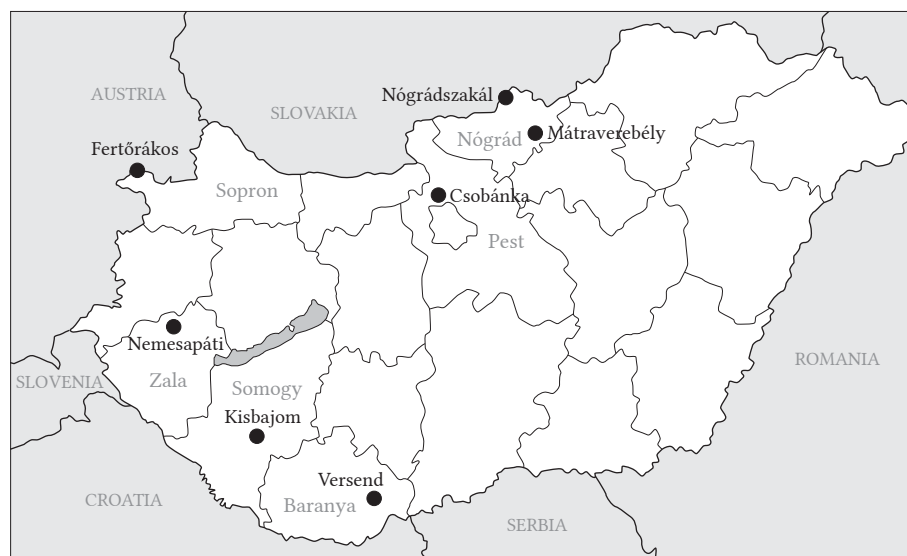 AUSTRIA
SLOVAKIA
Nógrádszakál
Nógrád
Mátraverebély
Fertőrákos
Sopron
Csobánka
Pest
Nemesapáti
ROMANIA
SLOVENIA
Zala
Somogy
Kisbajom
Versend
Baranya
CROATIA
SERBIA